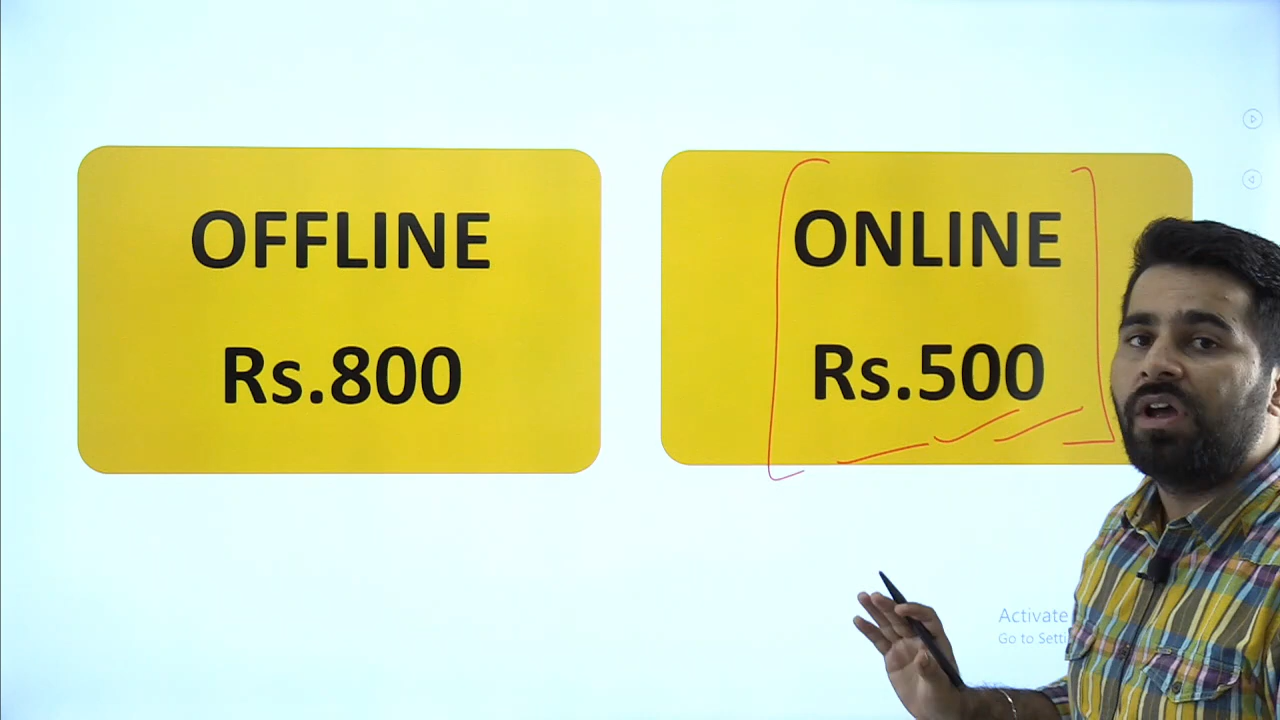 OFFLINE
Rs.800
ONLINE
Rs.500
Activate
Go to Setti